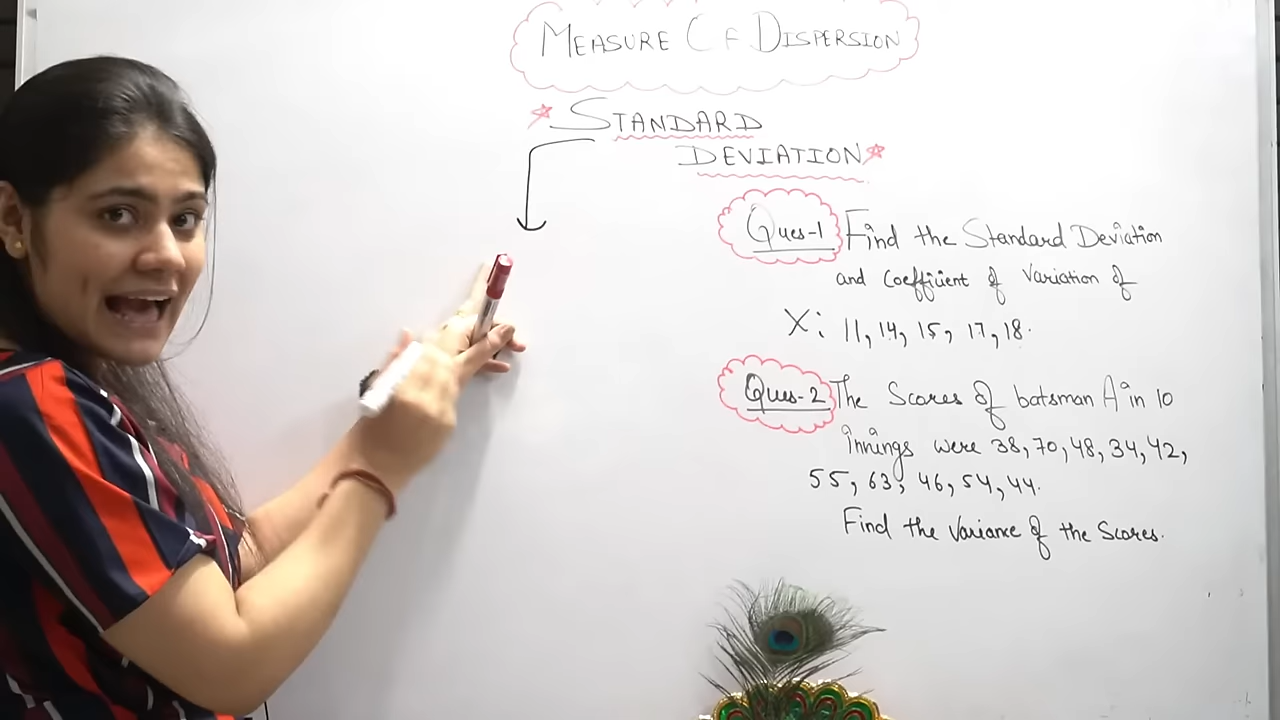 MEASURE OF DISPERSION
STANDARD
DEVIATION
Ques-1 Find the Standard Deviation
and Coefficient of Variation of
X: 11, 14, 15, 17, 18.
Ques-2 The Scores of batsman A in 10
innings were 38, 70, 48, 34, 42,
55, 63, 46, 54, 44.
Find the Variance of the Scores.